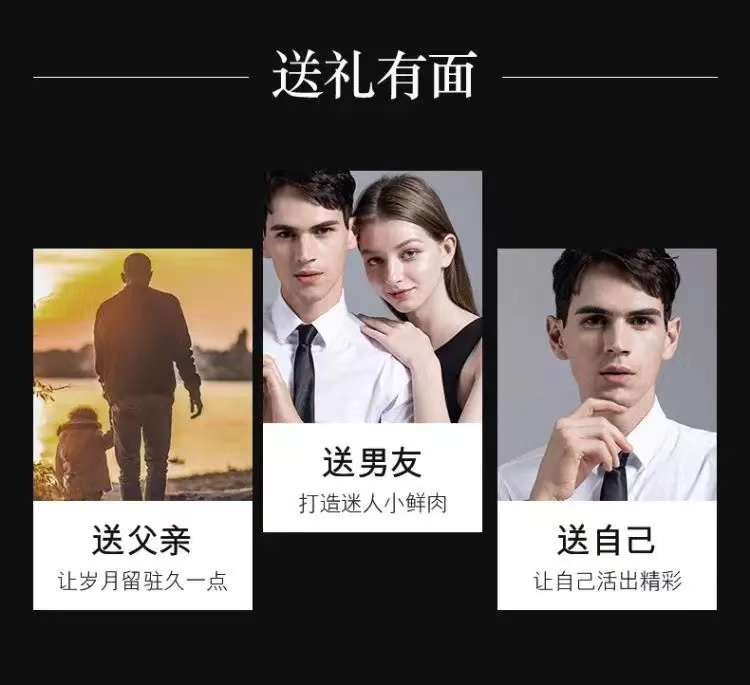 送礼有面
送男友
打造迷人小鲜肉
送父亲
让岁月留驻久一点
送自己
让自己活出精彩